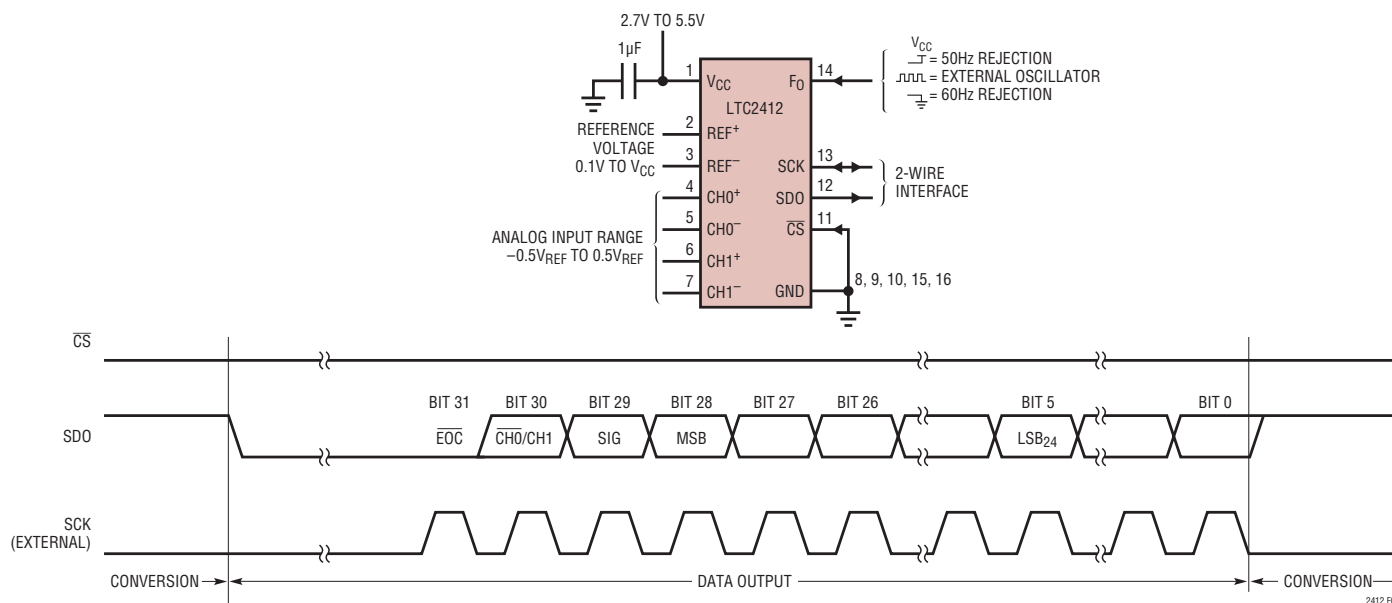 2.7V TO 5.5V
1µF
1
VCC
LTC2412
FO
14
VCC
= 50Hz REJECTION
= EXTERNAL OSCILLATOR
= 60Hz REJECTION
REFERENCE
VOLTAGE
0.1V TO VCC
2
REF+
3
REF–
SCK
13
SDO
12
2-WIRE
INTERFACE
ANALOG INPUT RANGE
–0.5VREF TO 0.5VREF
4
CH0+
5
CH0–
6
CH1+
7
CH1–
CS
11
GND
8, 9, 10, 15, 16
CS
SDO
BIT 31
BIT 30
BIT 29
BIT 28
BIT 27
BIT 26
BIT 5
BIT 0
EOC
CH0/CH1
SIG
MSB
LSB24
SCK
(EXTERNAL)
CONVERSION
DATA OUTPUT
CONVERSION